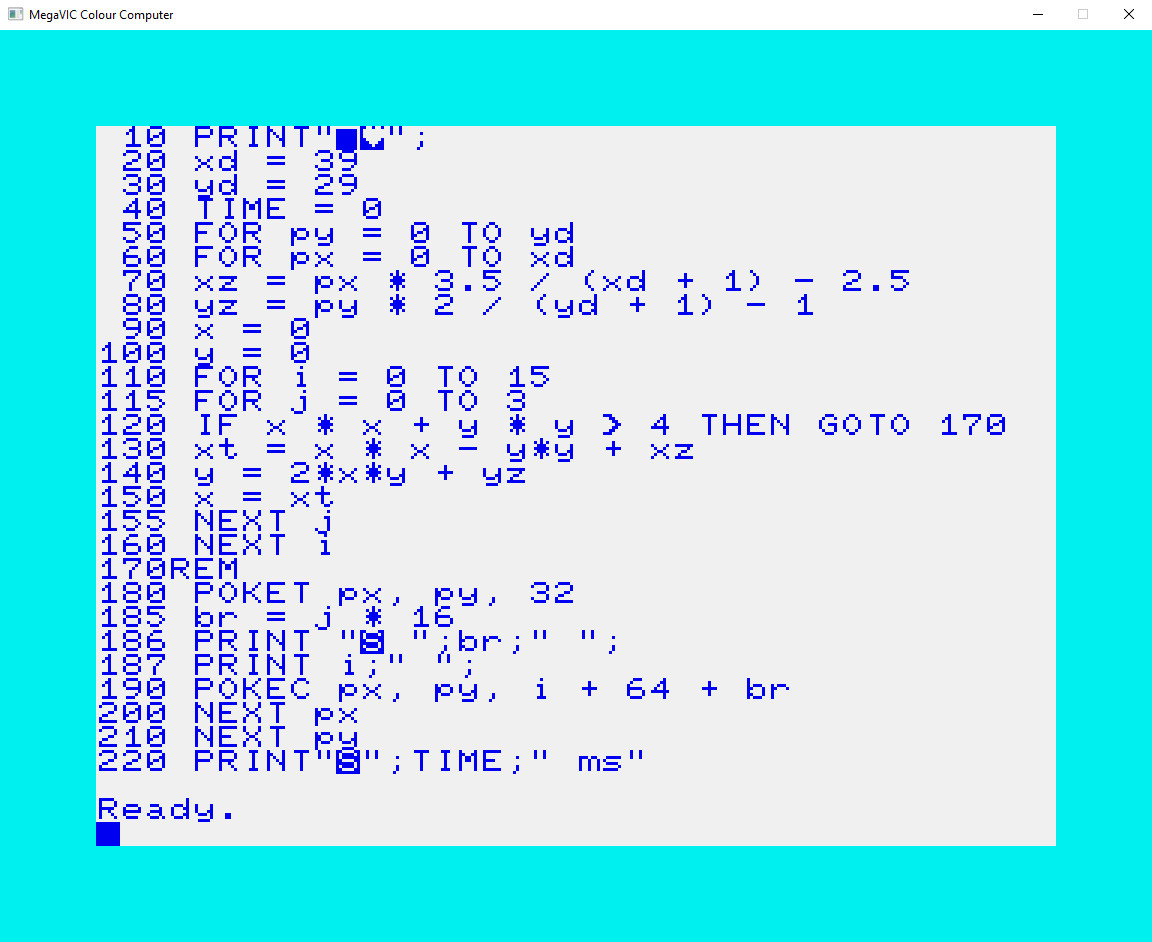 MegaVIC Colour Computer
10 PRINT"■♥";
20 xd = 39
30 yd = 29
40 TIME = 0
50 FOR py = 0 TO yd
60 FOR px = 0 TO xd
70 xz = px * 3.5 / (xd + 1) - 2.5
80 yz = py * 2 / (yd + 1) - 1
90 x = 0
100 y = 0
110 FOR i = 0 TO 15
115 FOR j = 0 TO 3
120 IF x * x + y * y > 4 THEN GOTO 170
130 xt = x * x - y*y + xz
140 y = 2*x*y + yz
150 x = xt
155 NEXT j
160 NEXT i
170REM
180 POKET px, py, 32
185 br = j * 16
186 PRINT "S ";br;" ";
187 PRINT i;" ";
190 POKEC px, py, i + 64 + br
200 NEXT px
210 NEXT py
220 PRINT"S";TIME;" ms"
Ready.